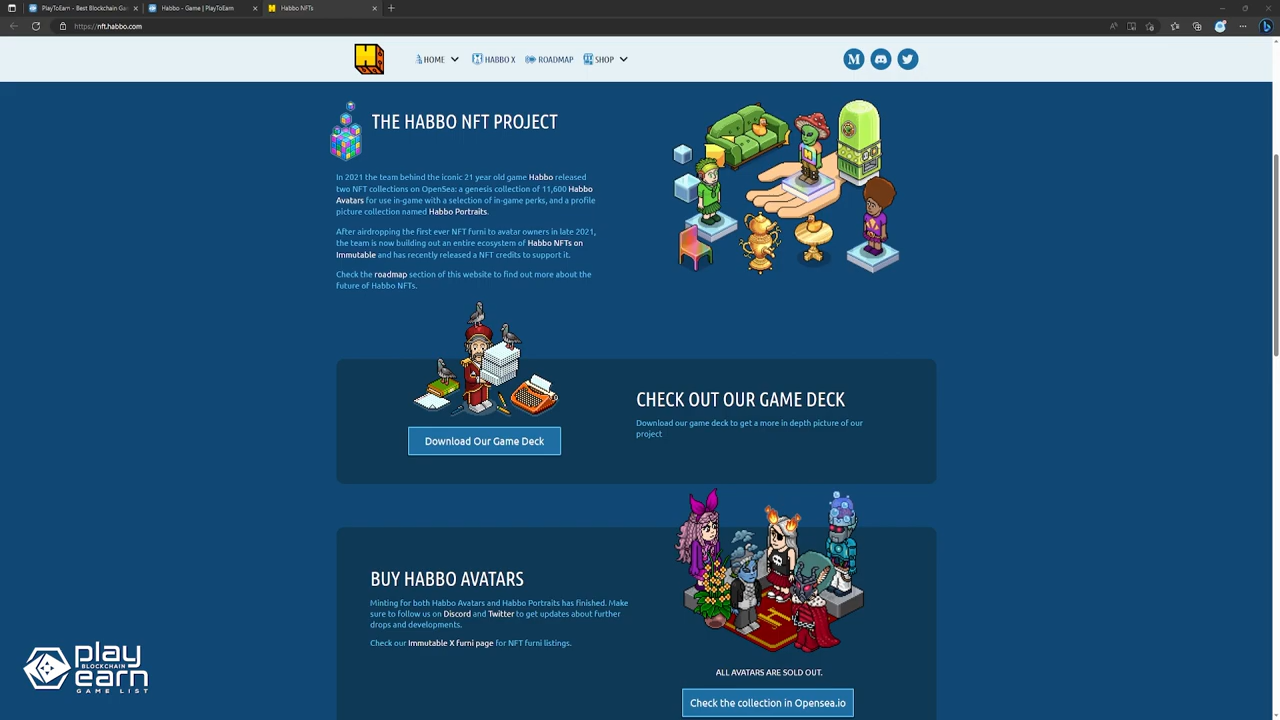 PlayToEarn - Best Blockchain G
Habbo - Game | PlayToEarn
Habbo NFTs
https://nft.habbo.com
HOME
HABBO X
ROADMAP
SHOP
THE HABBO NFT PROJECT
In 2021 the team behind the iconic 21 year old game Habbo released
two NFT collections on OpenSea: a genesis collection of 11,600 Habbo
Avatars for use in-game with a selection of in-game perks, and a profile
picture collection named Habbo Portraits.
After airdropping the first ever NFT furni to avatar owners in late 2021,
the team is now building out an entire ecosystem of Habbo NFTs on
Immutable and has recently released a NFT credits to support it.
Check the roadmap section of this website to find out more about the
future of Habbo NFTs.
Download Our Game Deck
CHECK OUT OUR GAME DECK
Download our game deck to get a more in depth picture of our
project
BUY HABBO AVATARS
Minting for both Habbo Avatars and Habbo Portraits has finished. Make
sure to follow us on Discord and Twitter to get updates about further
drops and developments.
Check our Immutable X furni page for NFT furni listings.
ALL AVATARS ARE SOLD OUT.
Check the collection in Opensea.io
play
BLOCKCHAIN
earn
GAME LIST